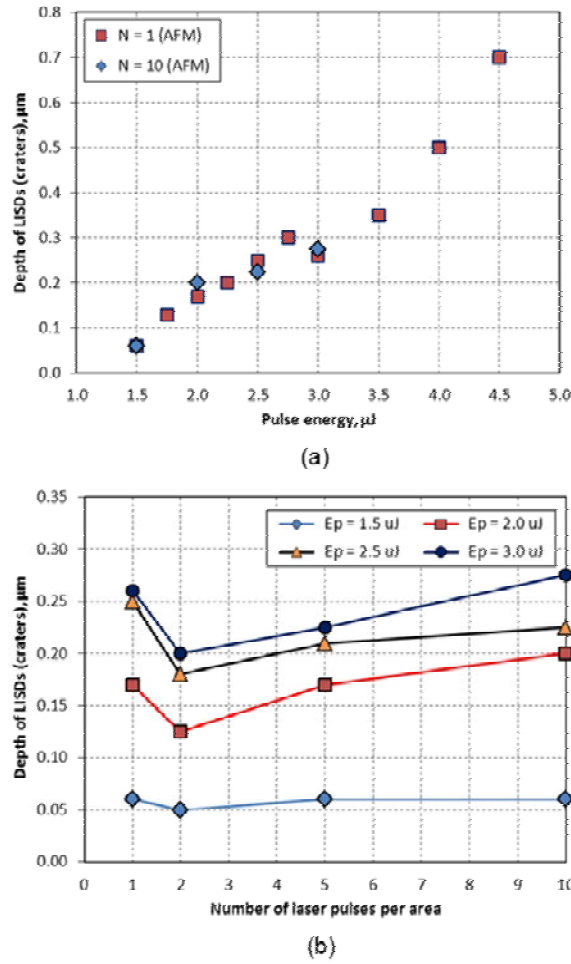 0.7
0.6
0.5
0.4
0.3
0.2
0.1
0.0
Depth of LISDs (craters), µm
N = 1 (AFM)
N = 10 (AFM)
1.0 1.5 2.0 2.5 3.0 3.5 4.0 4.5 5.0
Pulse energy, µJ
(a)
0.35
0.30
0.25
0.20
0.15
0.10
0.05
0.00
Depth of LISDs (craters), µm
Ep = 1.5 uJ Ep = 2.0 uJ
Ep = 2.5 uJ Ep = 3.0 uJ
0 1 2 3 4 5 6 7 8 9 10
Number of laser pulses per area
(b)